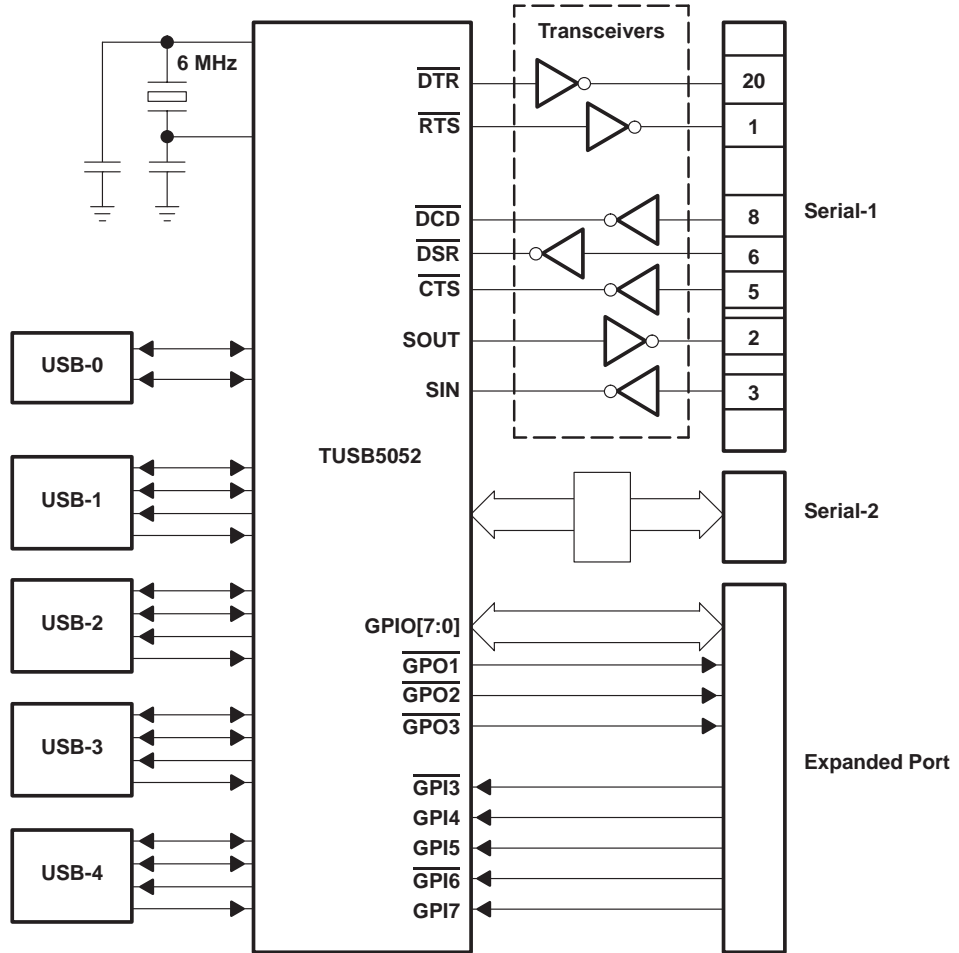 Transceivers
6 MHz
DTR
20
RTS
1
DCD
8
Serial-1
DSR
6
CTS
5
SOUT
2
USB-0
SIN
3
TUSB5052
USB-1
Serial-2
USB-2
GPIO[7:0]
GPO1
GPO2
GPO3
USB-3
Expanded Port
GPI3
GPI4
GPI5
USB-4
GPI6
GPI7